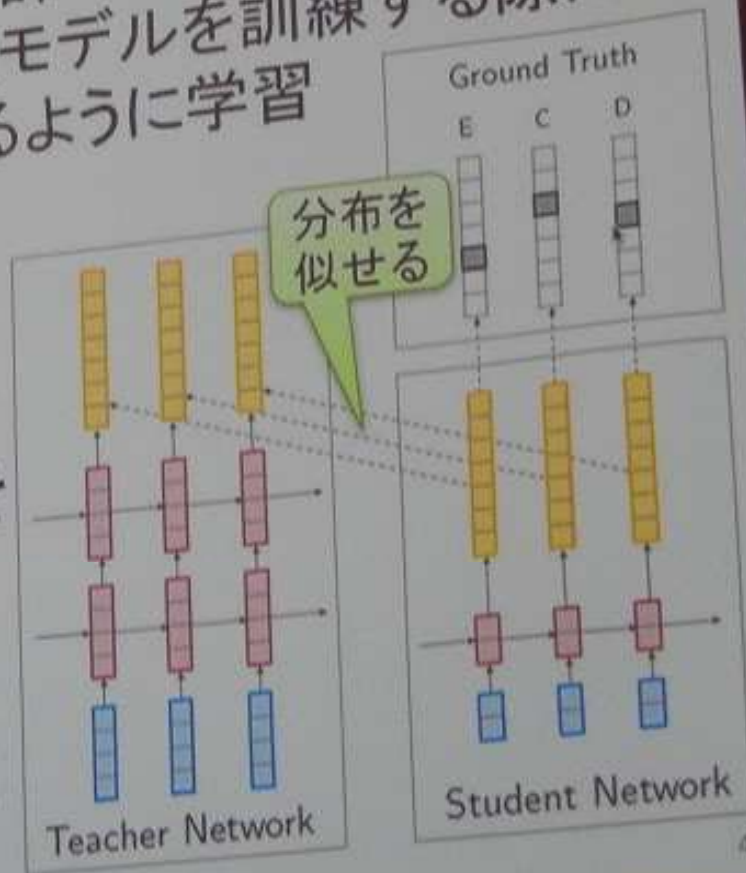 モデルを訓練する際
るように学習
Ground Truth
E C D
分布を
似せる
Teacher Network
Student Network